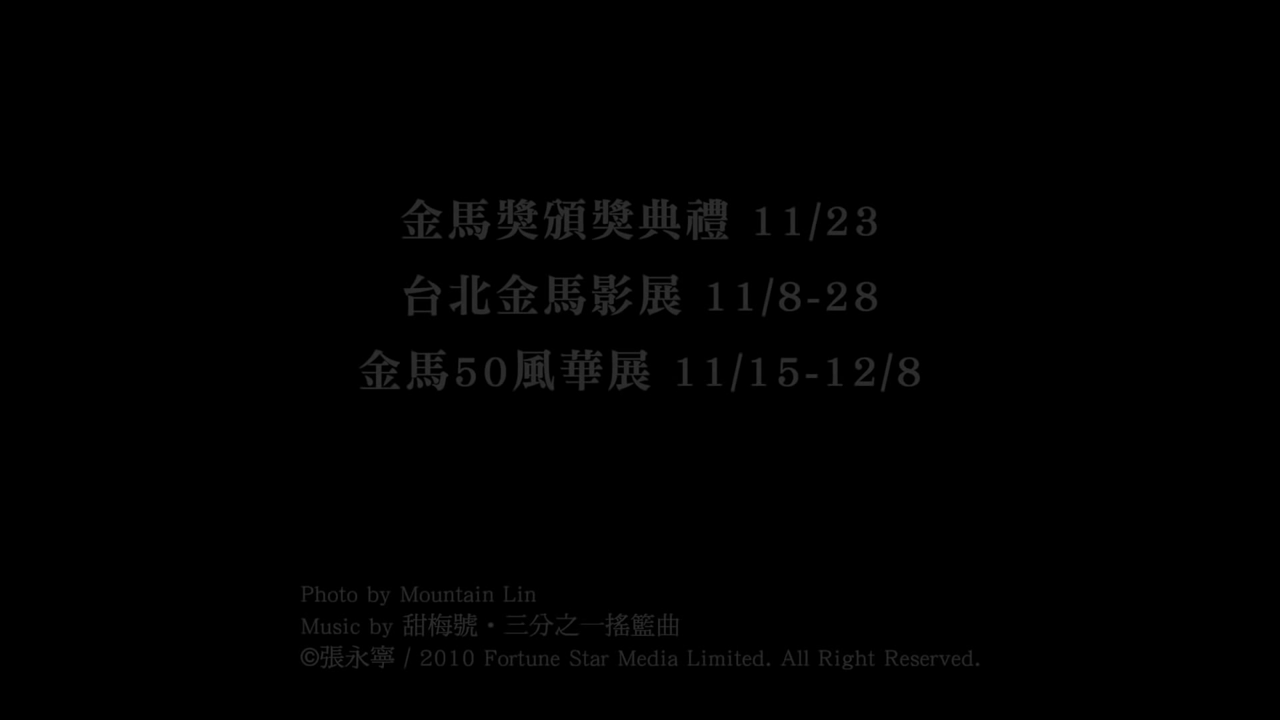 金馬獎頒獎典禮 11/23
台北金馬影展 11/8-28
金馬50風華展 11/15-12/8
Photo by Mountain Lin
Music by 甜梅號・三分之一搖籃曲
©張永寧 / 2010 Fortune Star Media Limited. All Right Reserved.